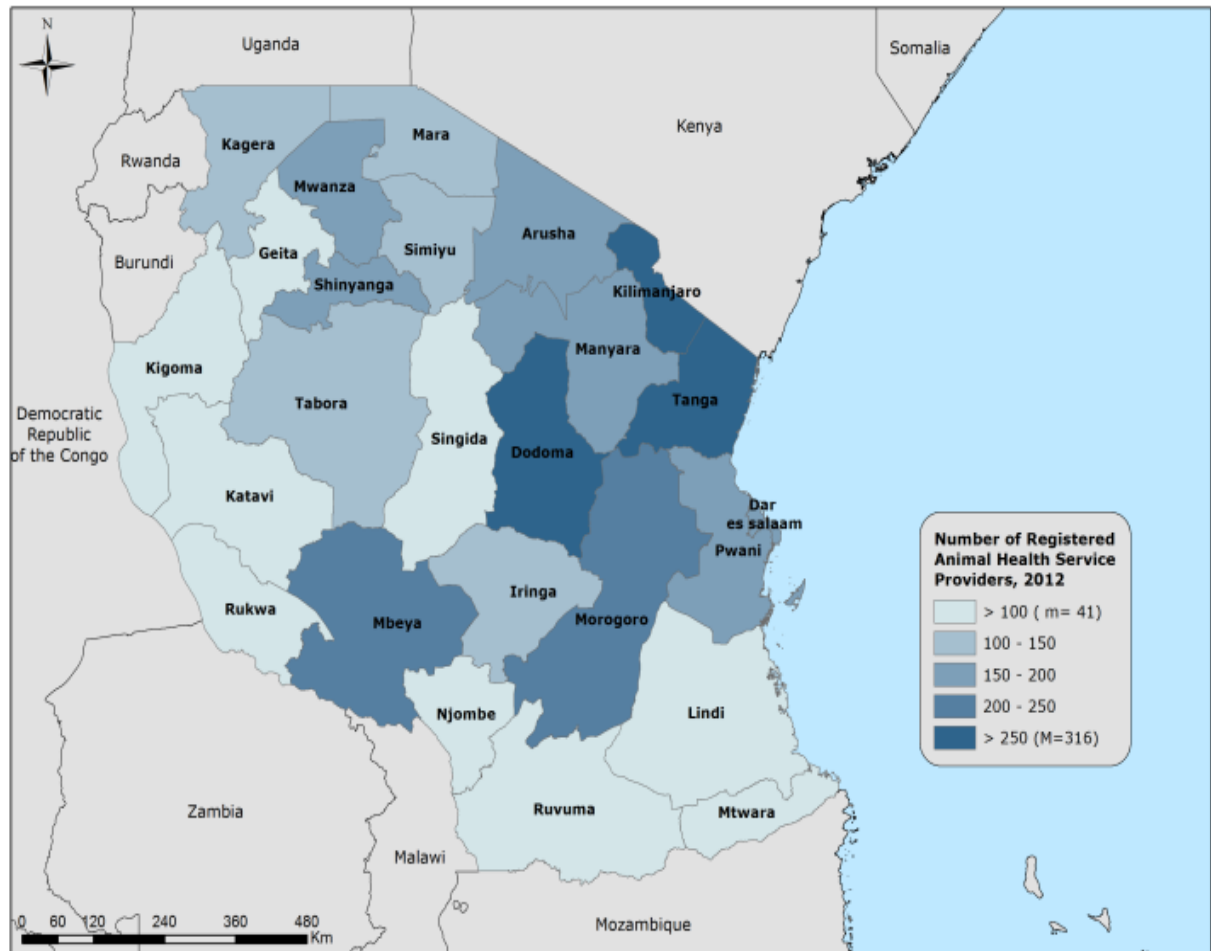 N
Uganda
Somalia
Kenya
Rwanda
Burundi
Kagera
Mara
Mwanza
Geita
Simiyu
Arusha
Shinyanga
Kilimanjaro
Kigoma
Manyara
Tabora
Tanga
Democratic
Republic
of the Congo
Singida
Dodoma
Katavi
Dar
es salaam
Pwani
Rukwa
Mbeya
Iringa
Morogoro
Njombe
Lindi
Ruvuma
Mtwara
Zambia
Malawi
Mozambique
Number of Registered
Animal Health Service
Providers, 2012
> 100 ( m= 41)
100 - 150
150 - 200
200 - 250
> 250 (M=316)
0 60 120 240 360 480
Km